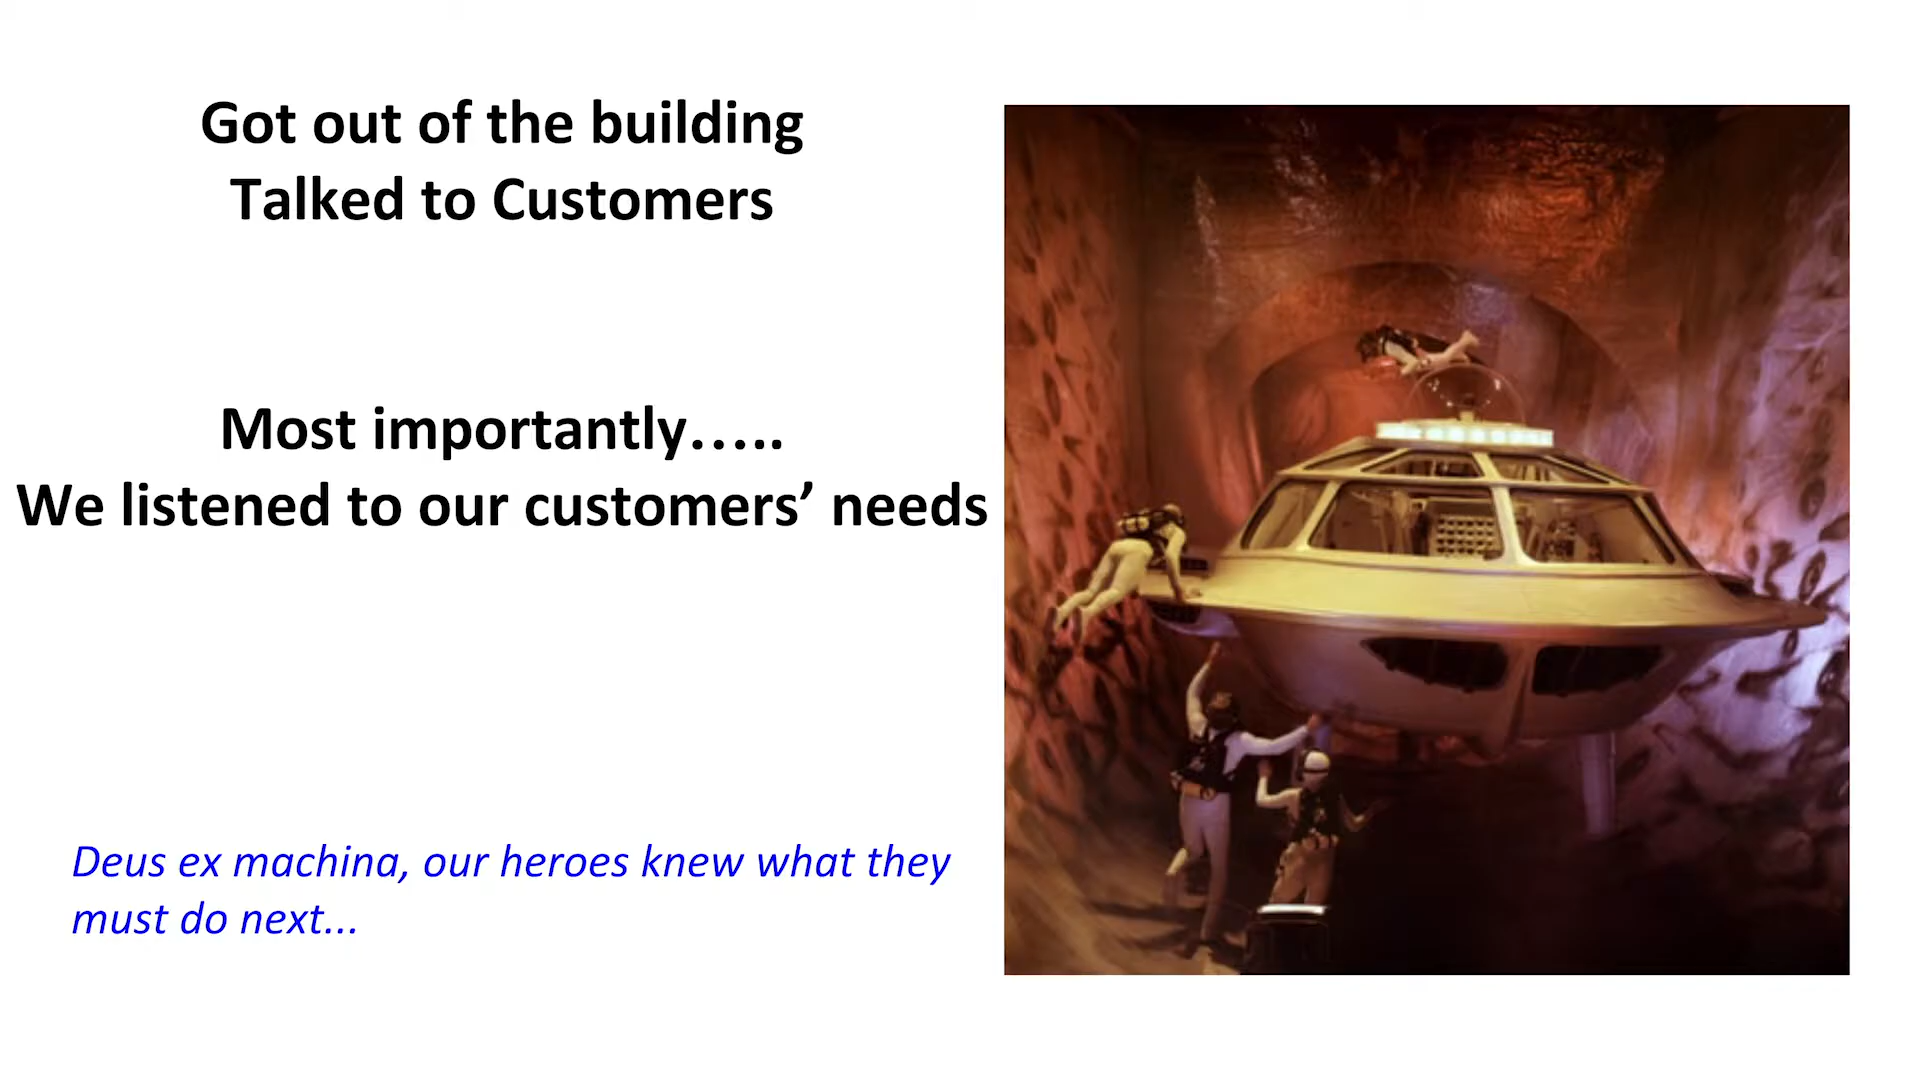 Got out of the building
Talked to Customers
Most importantly…..
We listened to our customers’ needs
Deus ex machina, our heroes knew what they
must do next...